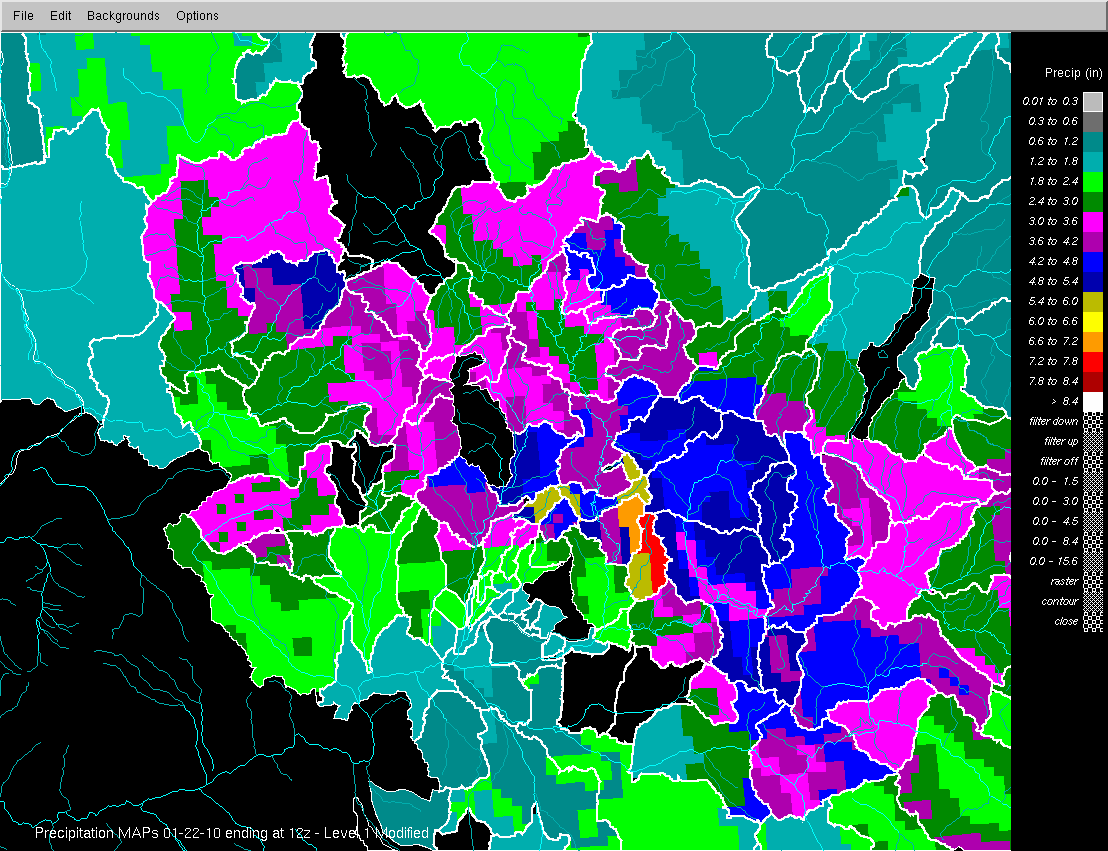 File Edit Backgrounds Options
Precip (in)
0.01 to 0.3
0.3 to 0.6
0.6 to 1.2
1.2 to 1.8
1.8 to 2.4
2.4 to 3.0
3.0 to 3.6
3.6 to 4.2
4.2 to 4.8
4.8 to 5.4
5.4 to 6.0
6.0 to 6.6
6.6 to 7.2
7.2 to 7.8
7.8 to 8.4
> 8.4
filter down
filter up
filter off
0.0 - 1.5
0.0 - 3.0
0.0 - 4.5
0.0 - 8.4
0.0 - 15.6
raster
contour
close
Precipitation MAPs 01-22-10 ending at 12z - Level 1 Modified